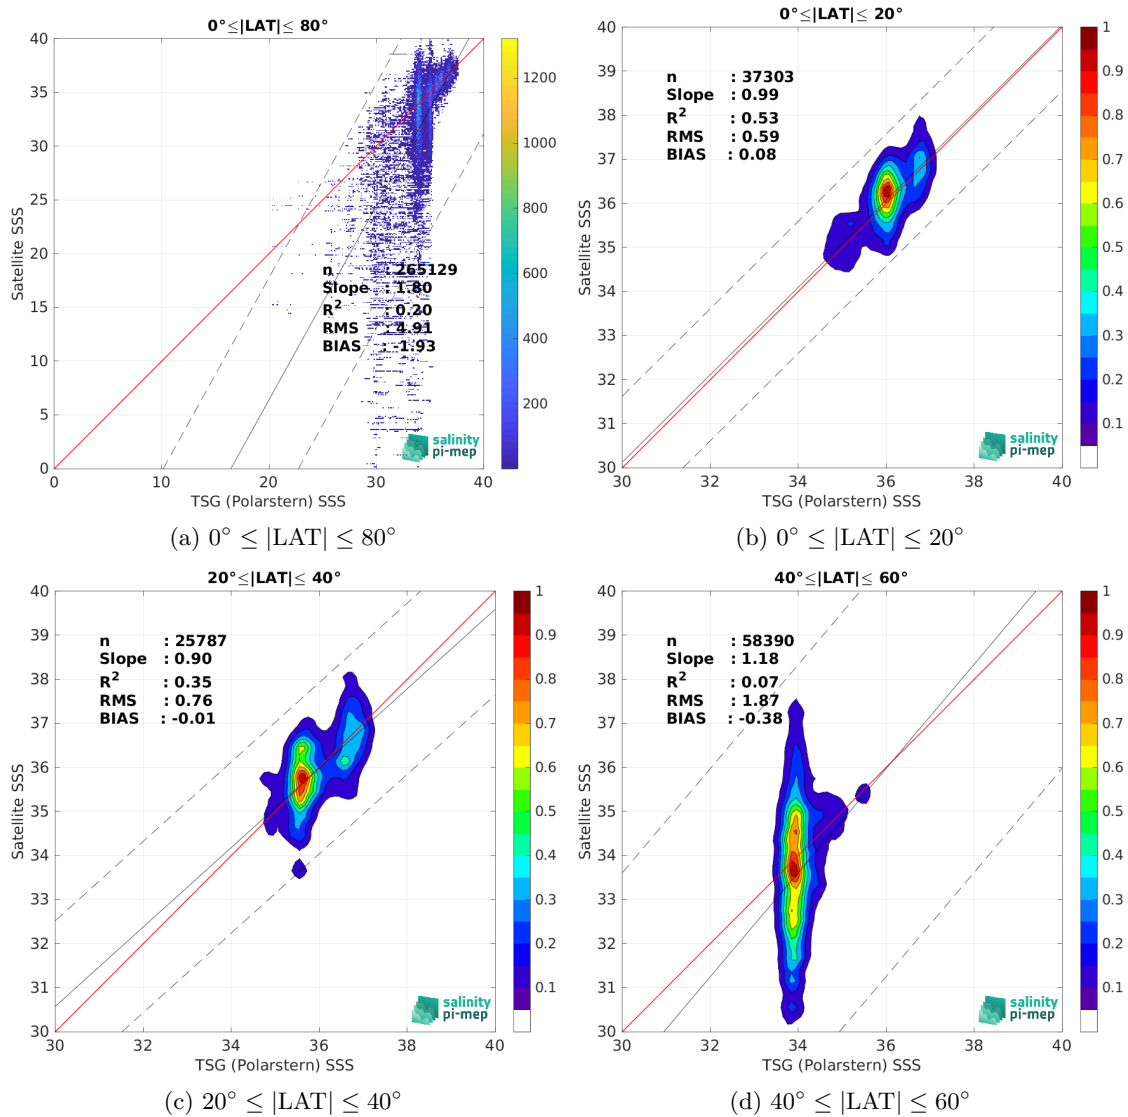 0°≤|LAT|≤ 80°
40
35
30
25
20
15
10
5
0
0
10
20
30
40
Satellite SSS
TSG (Polarstern) SSS
n : 265129
Slope : 1.80
R² : 0.20
RMS : 4.91
BIAS : -1.93
1200
1000
800
600
400
200
salinity
pi-mep
(a) 0° ≤ |LAT| ≤ 80°
0°≤|LAT|≤ 20°
40
39
38
37
36
35
34
33
32
31
30
30
32
34
36
38
40
Satellite SSS
TSG (Polarstern) SSS
n : 37303
Slope : 0.99
R² : 0.53
RMS : 0.59
BIAS : 0.08
1
0.9
0.8
0.7
0.6
0.5
0.4
0.3
0.2
0.1
salinity
pi-mep
(b) 0° ≤ |LAT| ≤ 20°
20°≤|LAT|≤ 40°
40
39
38
37
36
35
34
33
32
31
30
30
32
34
36
38
40
Satellite SSS
TSG (Polarstern) SSS
n : 25787
Slope : 0.90
R² : 0.35
RMS : 0.76
BIAS : -0.01
1
0.9
0.8
0.7
0.6
0.5
0.4
0.3
0.2
0.1
salinity
pi-mep
(c) 20° ≤ |LAT| ≤ 40°
40°≤|LAT|≤ 60°
40
39
38
37
36
35
34
33
32
31
30
30
32
34
36
38
40
Satellite SSS
TSG (Polarstern) SSS
n : 58390
Slope : 1.18
R² : 0.07
RMS : 1.87
BIAS : -0.38
1
0.9
0.8
0.7
0.6
0.5
0.4
0.3
0.2
0.1
salinity
pi-mep
(d) 40° ≤ |LAT| ≤ 60°